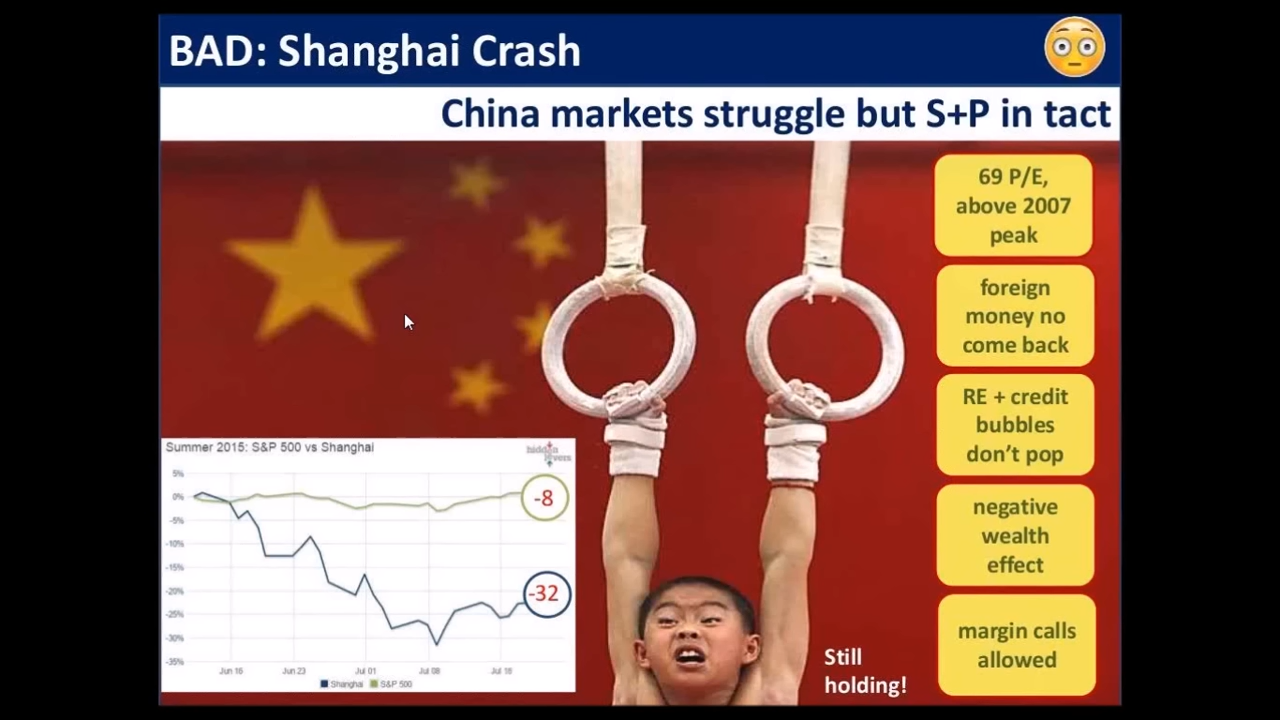 BAD: Shanghai Crash
China markets struggle but S+P in tact
69 P/E,
above 2007
peak
foreign
money no
come back
RE + credit
bubbles
don't pop
negative
wealth
effect
margin calls
allowed
Still
holding!
Summer 2015: S&P 500 vs Shanghai
hidden
levers
5%
0%
-5%
-10%
-15%
-20%
-25%
-30%
-35%
-8
-32
Jun 16
Jun 23
Jul 01
Jul 08
Jul 16
Shanghai
S&P 500